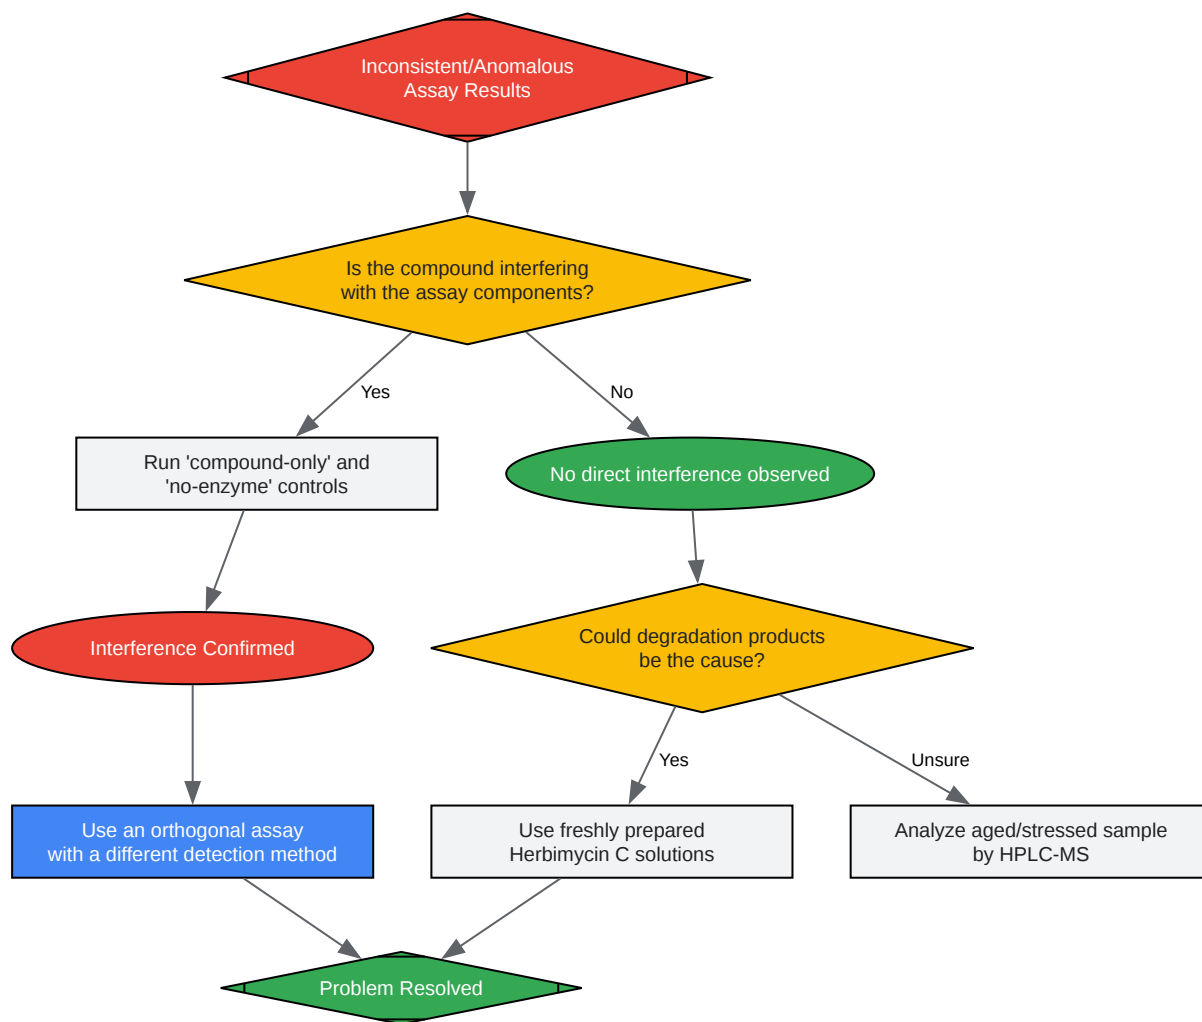 Inconsistent/Anomalous
Assay Results
Is the compound interfering
with the assay components?
Yes
No
Run 'compound-only' and
'no-enzyme' controls
No direct interference observed
Interference Confirmed
Could degradation products
be the cause?
Yes
Unsure
Use an orthogonal assay
with a different detection method
Use freshly prepared
Herbimycin C solutions
Analyze aged/stressed sample
by HPLC-MS
Problem Resolved